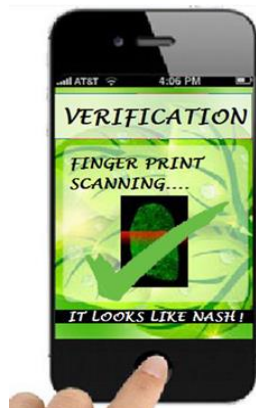 AT&T 4:06 PM
VERIFICATION
FINGER PRINT
SCANNING....
IT LOOKS LIKE NASH!